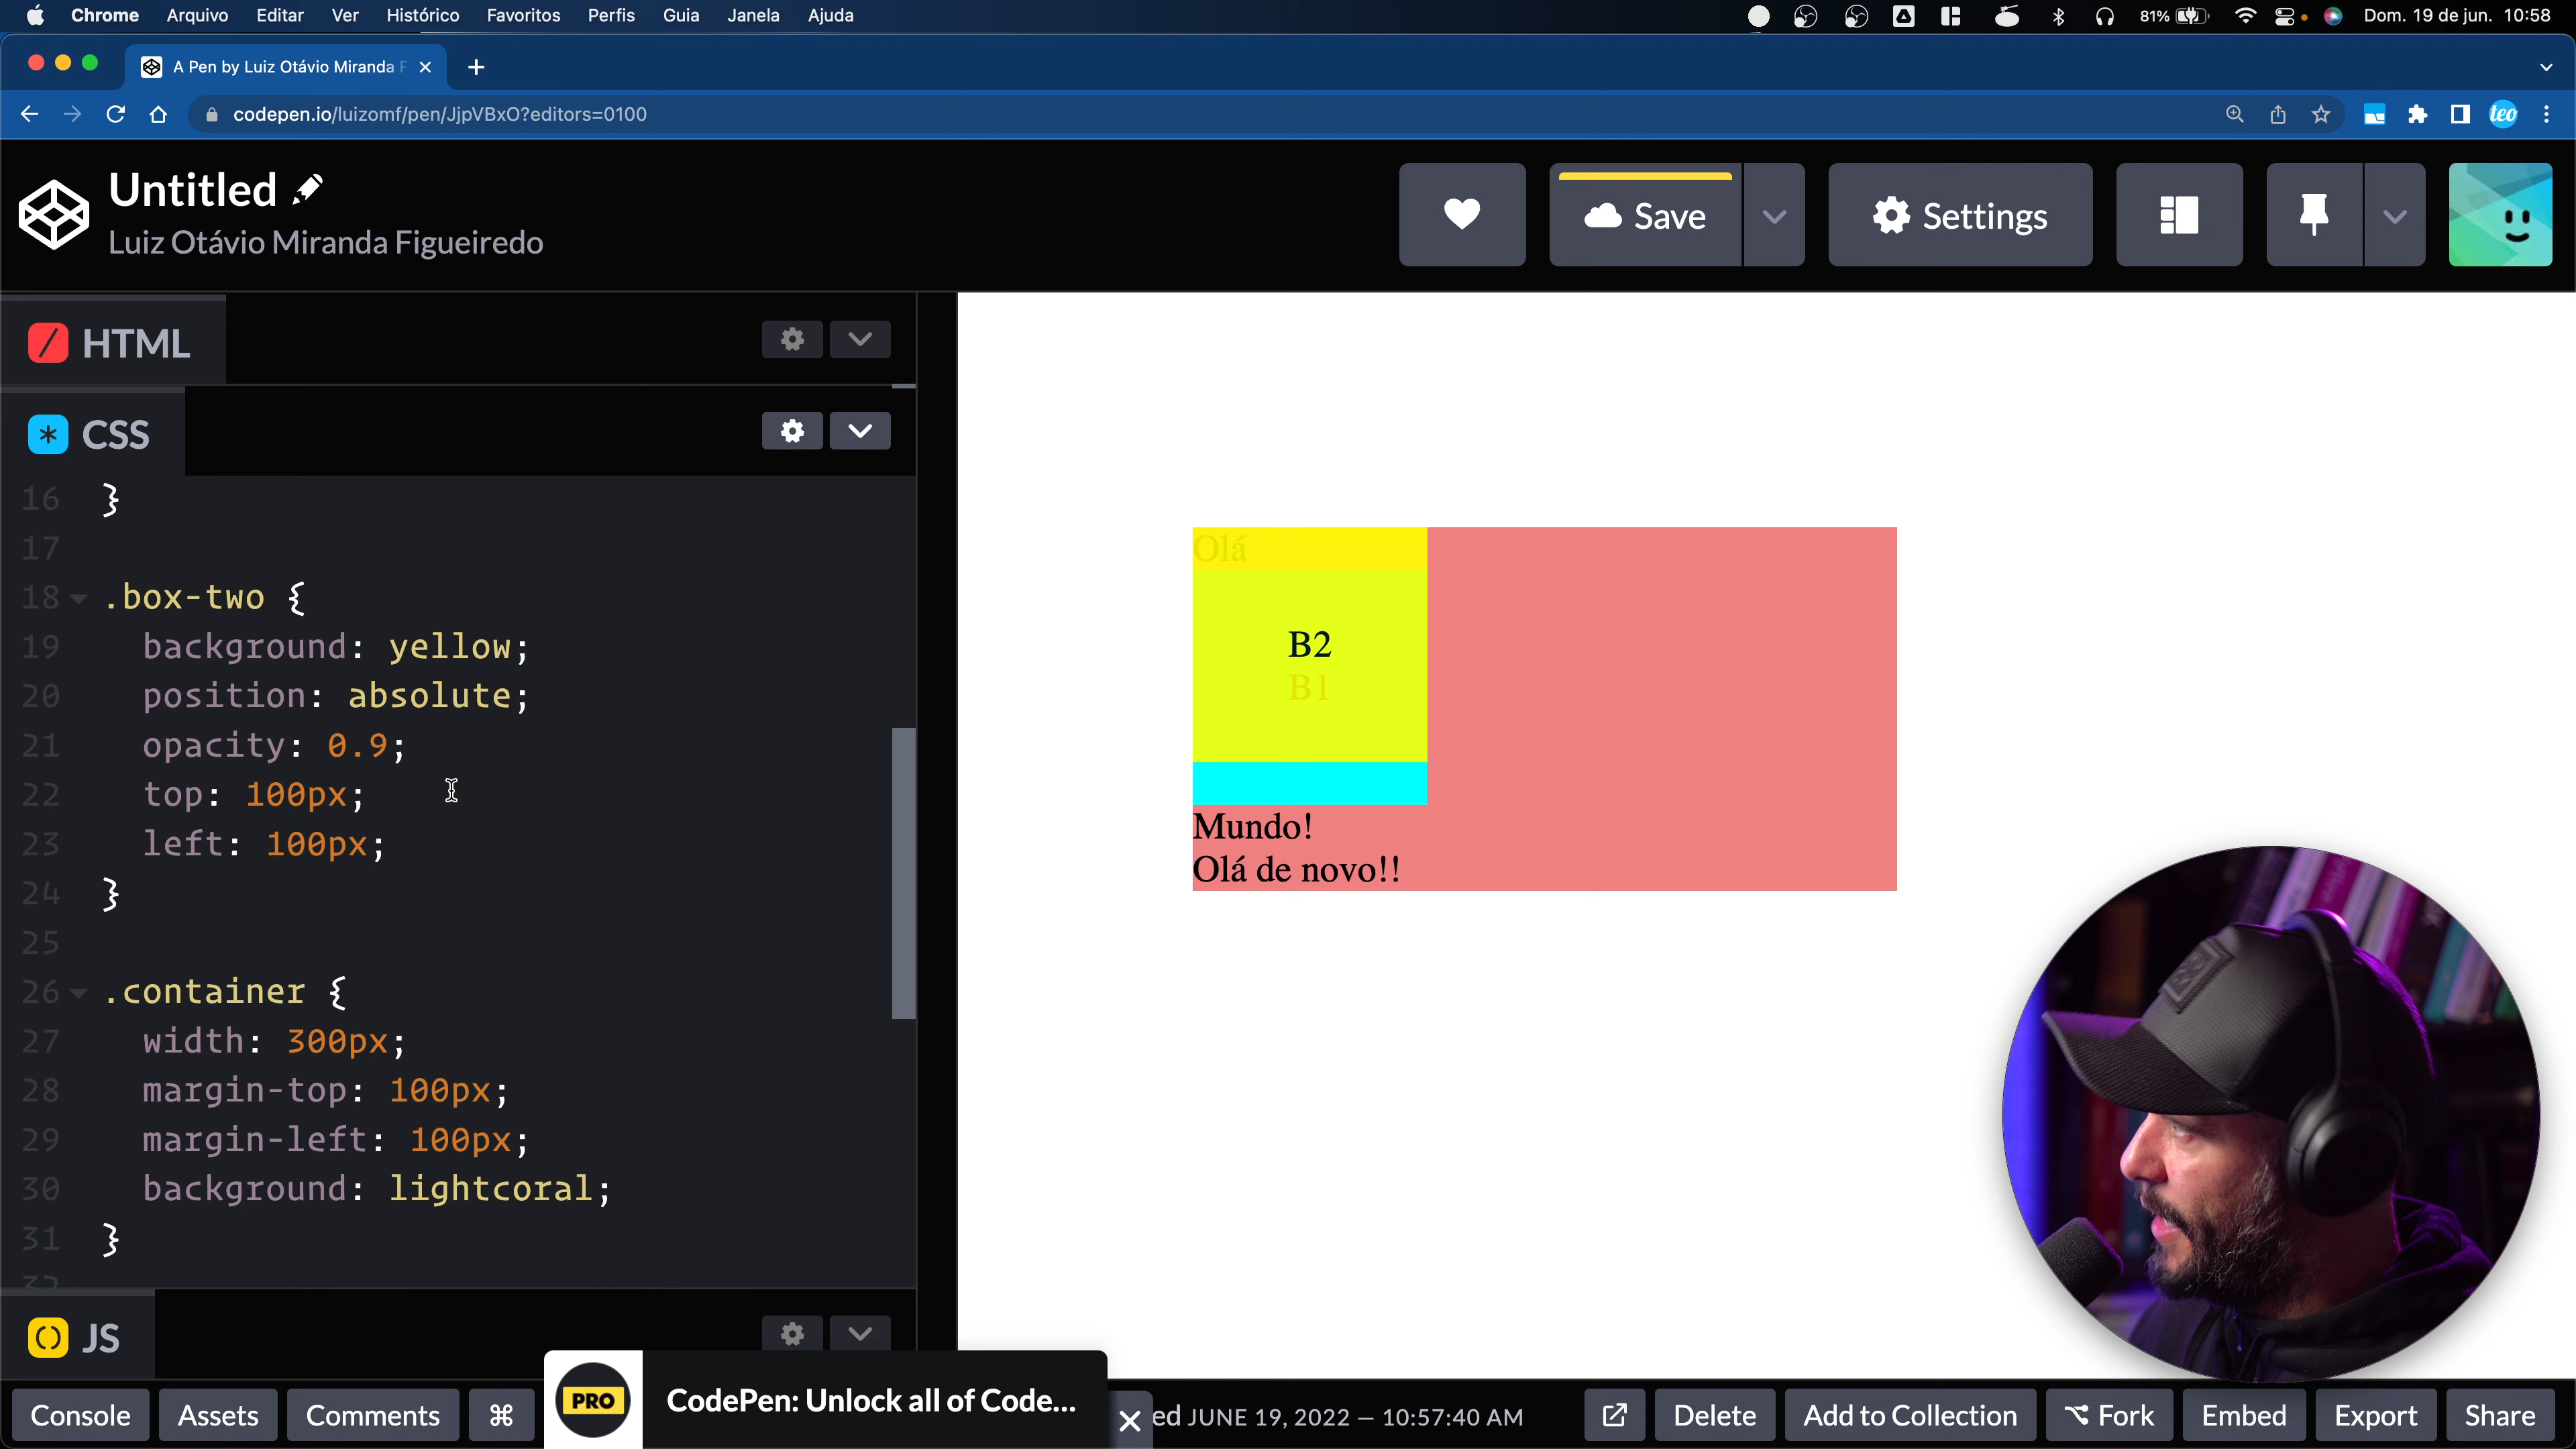 Chrome Arquivo Editar Ver Histórico Favoritos Perfis Guia Janela Ajuda 81% Dom. 19 de jun. 10:58
A Pen by Luiz Otávio Miranda F
codepen.io/luizomf/pen/JjpVBxO?editors=0100 teo
Untitled
Luiz Otávio Miranda Figueiredo
Save Settings
HTML
CSS
16 }
17
18 .box-two {
19 background: yellow;
20 position: absolute;
21 opacity: 0.9;
22 top: 100px;
23 left: 100px;
24 }
25
26 .container {
27 width: 300px;
28 margin-top: 100px;
29 margin-left: 100px;
30 background: lightcoral;
31 }
32
JS
Olá
B2
B1
Mundo!
Olá de novo!!
PRO CodePen: Unlock all of Code...
Console Assets Comments ⌘ ed JUNE 19, 2022 — 10:57:40 AM Delete Add to Collection Fork Embed Export Share